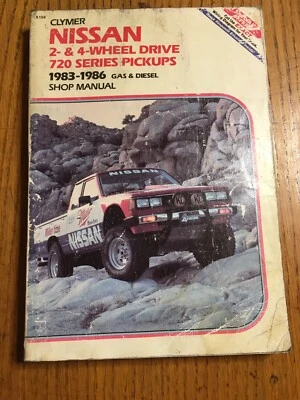 CLYMER
NISSAN
2- & 4-WHEEL DRIVE
720 SERIES PICKUPS
1983-1986 GAS & DIESEL
SHOP MANUAL
NISSAN
NISSAN